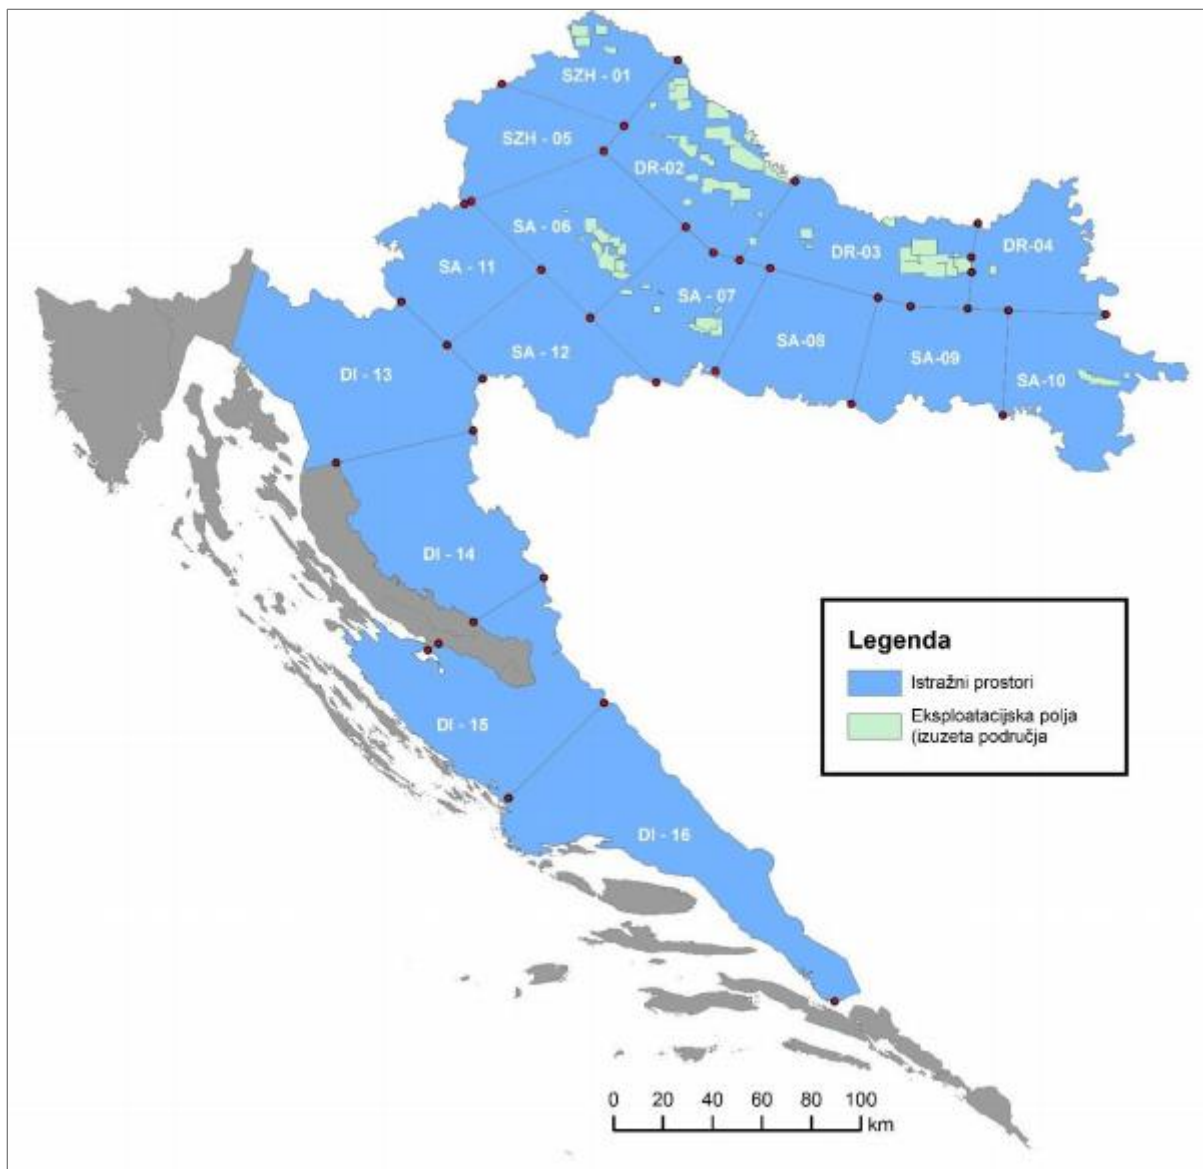 SZH - 01
SZH - 05
DR-02
SA - 06
SA - 11
DR-03
DR-04
SA - 07
SA - 12
SA-08
SA-09
SA-10
DI - 13
DI - 14
DI - 15
DI - 16
Legenda
Istražni prostori
Eksploatacijska polja
(izuzeta područja
0 20 40 60 80 100
km